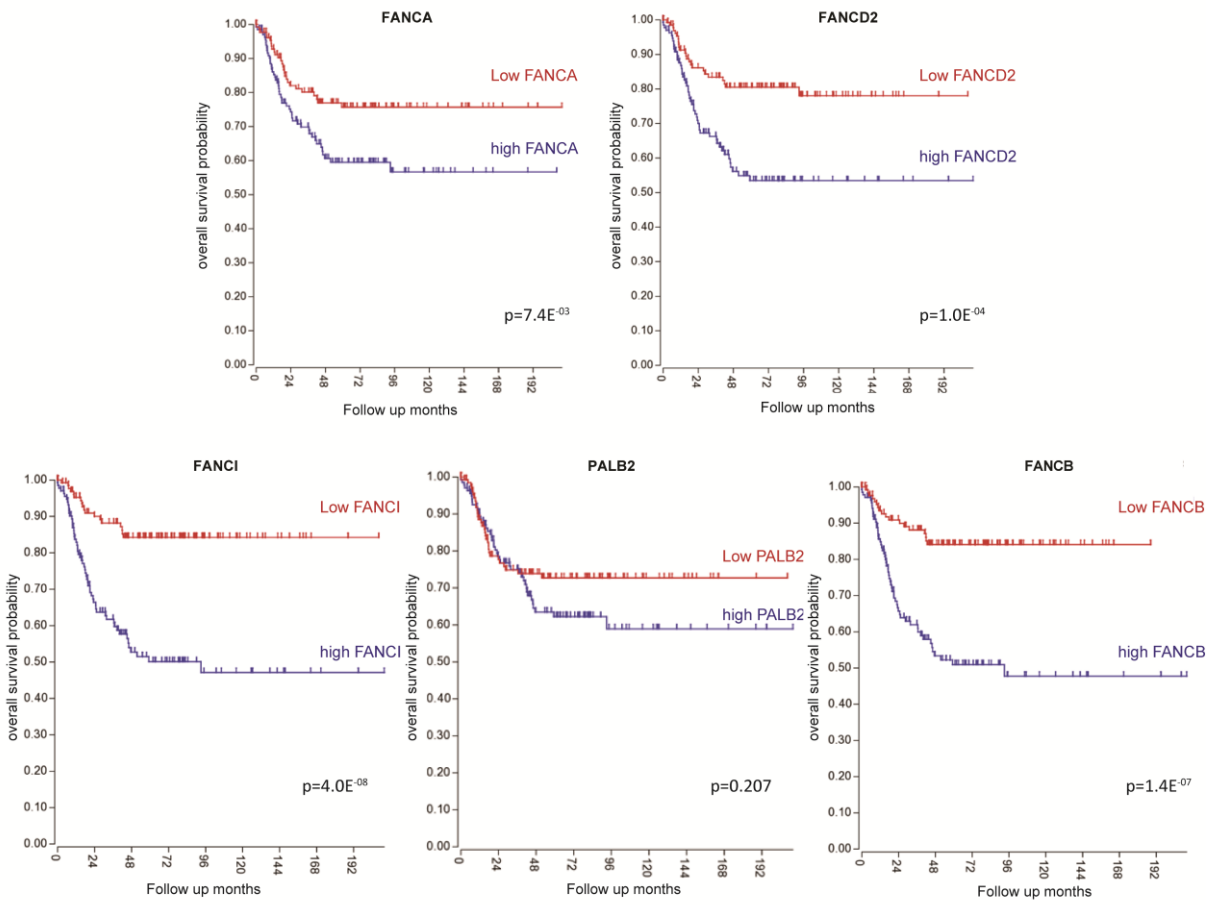 FANCA
1.00
0.90
0.80
0.70
0.60
0.50
0.40
0.30
0.20
0.10
0.00
overall survival probability
Low FANCA
high FANCA
p=7.4E-03
0 24 48 72 96 120 144 168 192
Follow up months
FANCD2
1.00
0.90
0.80
0.70
0.60
0.50
0.40
0.30
0.20
0.10
0.00
overall survival probability
Low FANCD2
high FANCD2
p=1.0E-04
0 24 48 72 96 120 144 168 192
Follow up months
FANCI
1.00
0.90
0.80
0.70
0.60
0.50
0.40
0.30
0.20
0.10
0.00
overall survival probability
Low FANCI
high FANCI
p=4.0E-08
0 24 48 72 96 120 144 168 192
Follow up months
PALB2
1.00
0.90
0.80
0.70
0.60
0.50
0.40
0.30
0.20
0.10
0.00
overall survival probability
Low PALB2
high PALB2
p=0.207
0 24 48 72 96 120 144 168 192
Follow up months
FANCB
1.00
0.90
0.80
0.70
0.60
0.50
0.40
0.30
0.20
0.10
0.00
overall survival probability
Low FANCB
high FANCB
p=1.4E-07
0 24 48 72 96 120 144 168 192
Follow up months